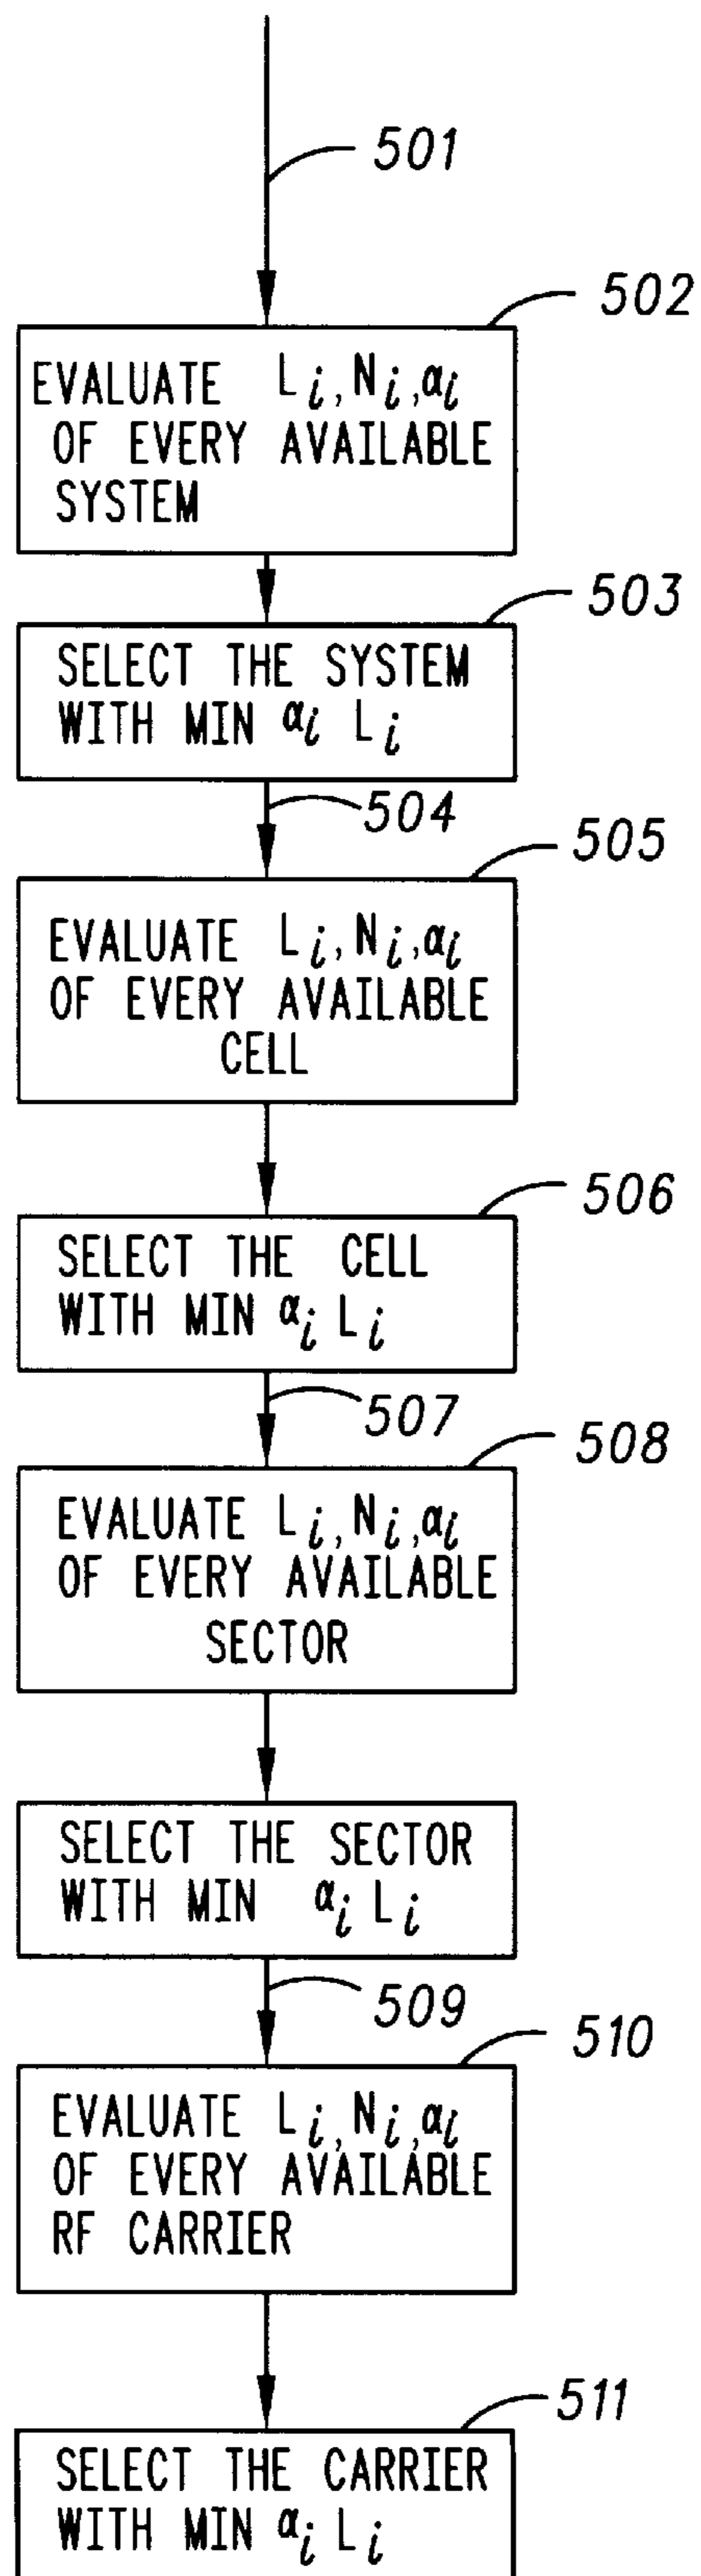 501
502
EVALUATE Li, Ni, αi
OF EVERY AVAILABLE
SYSTEM
503
SELECT THE SYSTEM
WITH MIN αi Li
504
505
EVALUATE Li, Ni, αi
OF EVERY AVAILABLE
CELL
506
SELECT THE CELL
WITH MIN αi Li
507
508
EVALUATE Li, Ni, αi
OF EVERY AVAILABLE
SECTOR
SELECT THE SECTOR
WITH MIN αi Li
509
510
EVALUATE Li, Ni, αi
OF EVERY AVAILABLE
RF CARRIER
511
SELECT THE CARRIER
WITH MIN αi Li